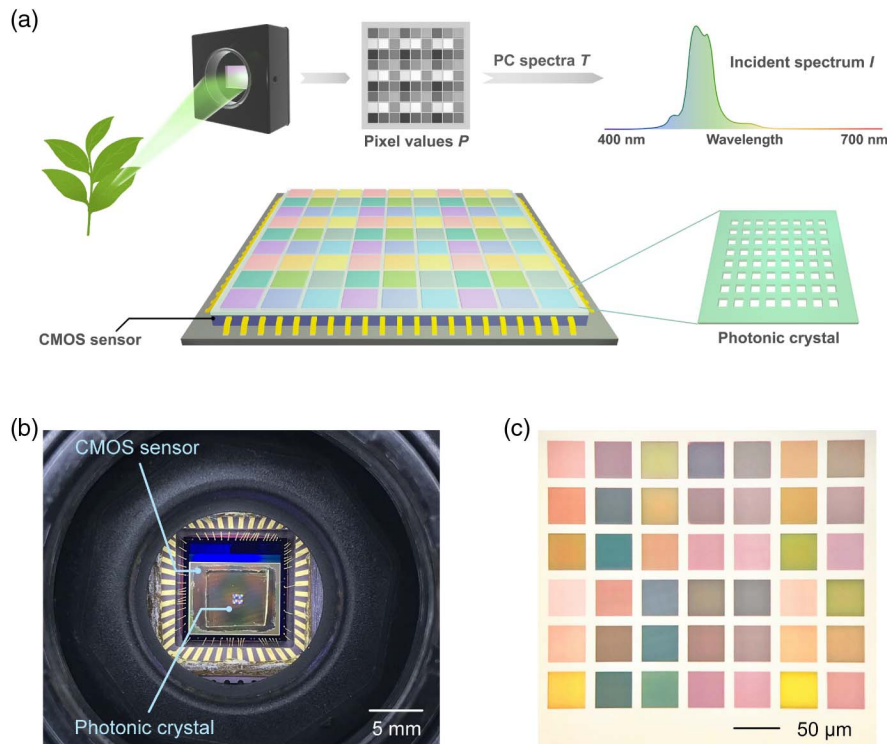 (a)
PC spectra T
Incident spectrum I
Pixel values P
400 nm
Wavelength
700 nm
CMOS sensor
Photonic crystal
(b)
CMOS sensor
Photonic crystal
5 mm
(c)
50 μm